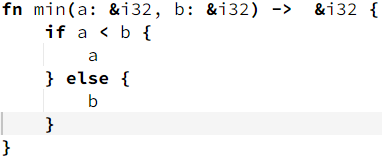 fn min(a: &i32, b: &i32) ->  &i32 {
    if a < b {
        a
    } else {
        b
    }
}